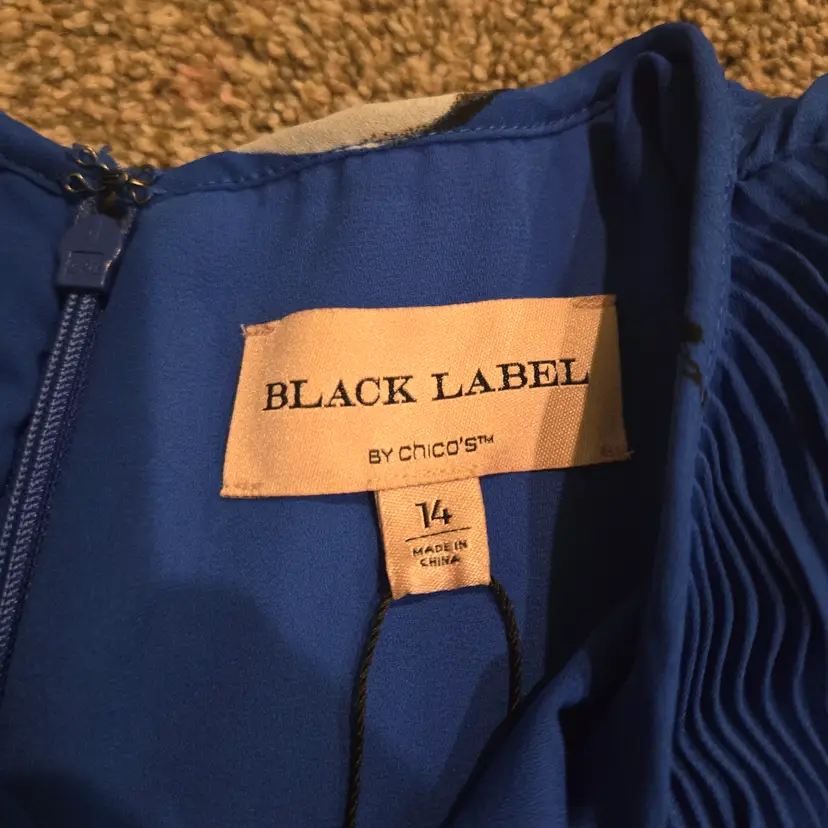 BLACK LABEL
BY CHICO'S™
14
MADE IN
CHINA